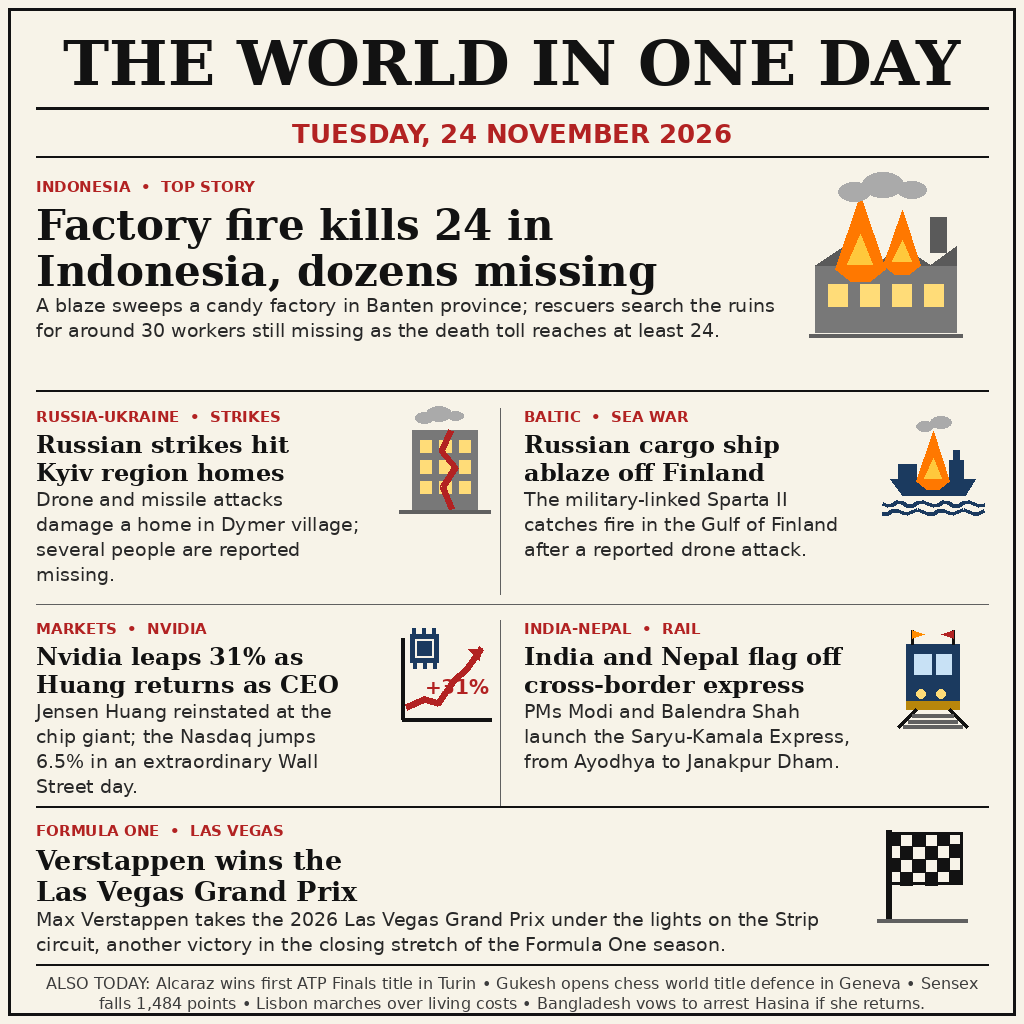 THE WORLD IN ONE DAY
TUESDAY, 24 NOVEMBER 2026
INDONESIA • TOP STORY
Factory fire kills 24 in
Indonesia, dozens missing
A blaze sweeps a candy factory in Banten province; rescuers search the ruins
for around 30 workers still missing as the death toll reaches at least 24.
RUSSIA-UKRAINE • STRIKES
Russian strikes hit
Kyiv region homes
Drone and missile attacks
damage a home in Dymer village;
several people are reported
missing.
BALTIC • SEA WAR
Russian cargo ship
ablaze off Finland
The military-linked Sparta II
catches fire in the Gulf of Finland
after a reported drone attack.
MARKETS • NVIDIA
Nvidia leaps 31% as
Huang returns as CEO
Jensen Huang reinstated at the
chip giant; the Nasdaq jumps
6.5% in an extraordinary Wall
Street day.
+31%
INDIA-NEPAL • RAIL
India and Nepal flag off
cross-border express
PMs Modi and Balendra Shah
launch the Saryu-Kamala Express,
from Ayodhya to Janakpur Dham.
FORMULA ONE • LAS VEGAS
Verstappen wins the
Las Vegas Grand Prix
Max Verstappen takes the 2026 Las Vegas Grand Prix under the lights on the Strip
circuit, another victory in the closing stretch of the Formula One season.
ALSO TODAY: Alcaraz wins first ATP Finals title in Turin • Gukesh opens chess world title defence in Geneva • Sensex
falls 1,484 points • Lisbon marches over living costs • Bangladesh vows to arrest Hasina if she returns.